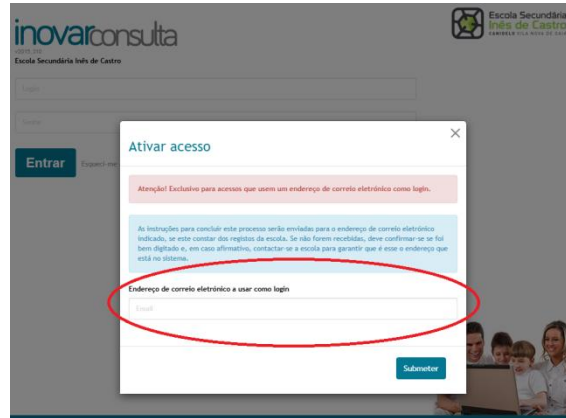 inovarconsulta
Escola Secundária Inês de Castro
Escola Secundária
Inês de Castro
Login
Entrar
Esqueci-me
Ativar acesso
×
Atenção! Exclusivo para acessos que usem um endereço de correio eletrónico como login.
As instruções para concluir este processo serão enviadas para o endereço de correio eletrónico
indicado, se este constar dos registos da escola. Se não forem recebidas, deve confirmar-se se foi
bem digitado e, em caso afirmativo, contactar-se a escola para garantir que é esse o endereço que
está no sistema.
Endereço de correio eletrónico a usar como login
Email
Submeter